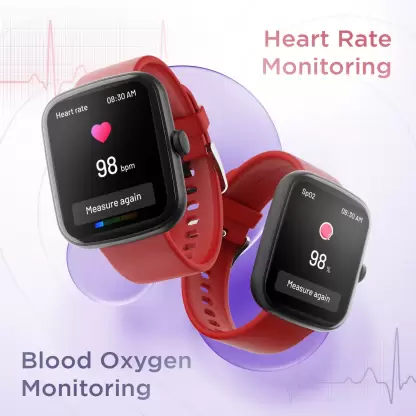 Heart Rate
Monitoring
08:30 AM
Heart rate
98 bpm
Measure again
SpO2
08:30 AM
98 %
Measure again
Blood Oxygen
Monitoring